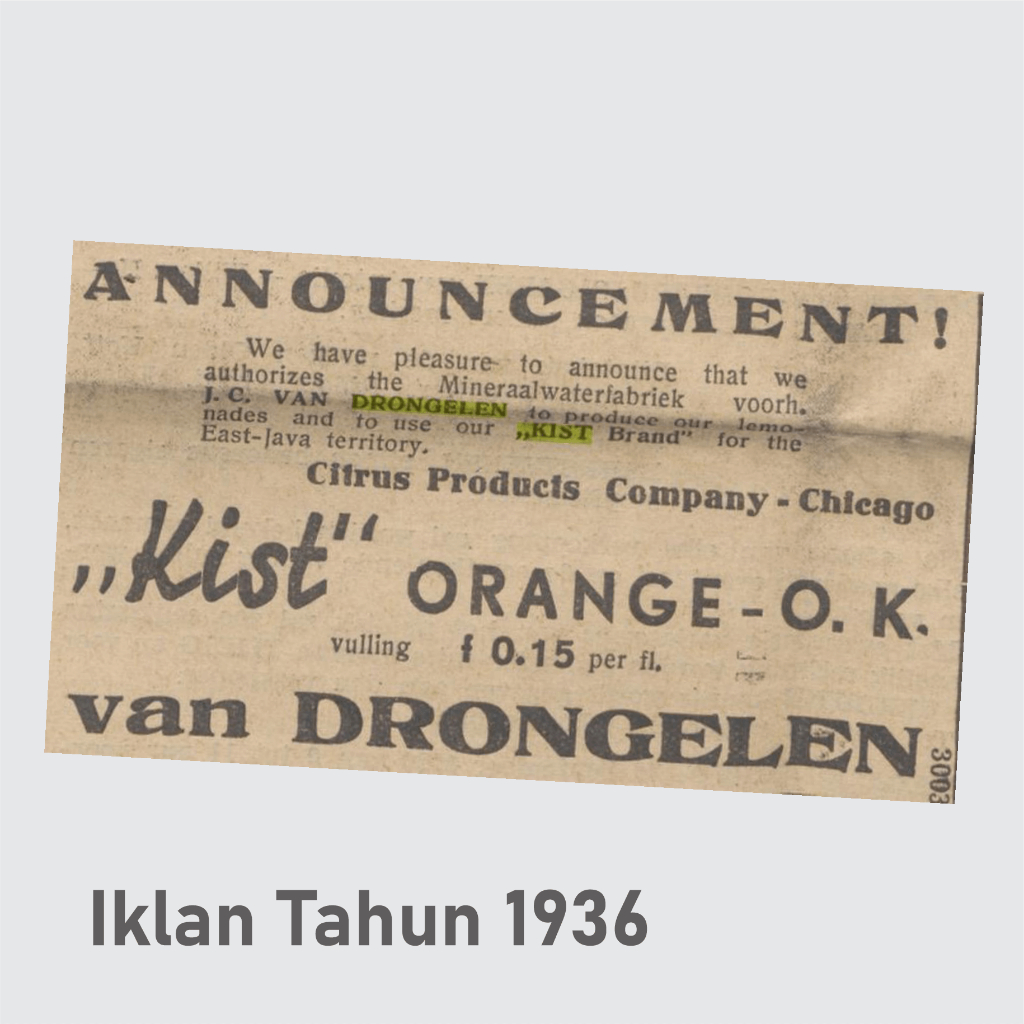 ANNOUNCEMENT!
We have pleasure to announce that we
authorizes the Mineraalwaterfabriek voorh.
J. C. VAN DRONGELEN to produce our lemo-
nades and to use our „KIST Brand" for the
East-Java territory.
Citrus Products Company - Chicago
„Kist" ORANGE - O. K.
vulling f 0.15 per fl.
van DRONGELEN
3003
Iklan Tahun 1936